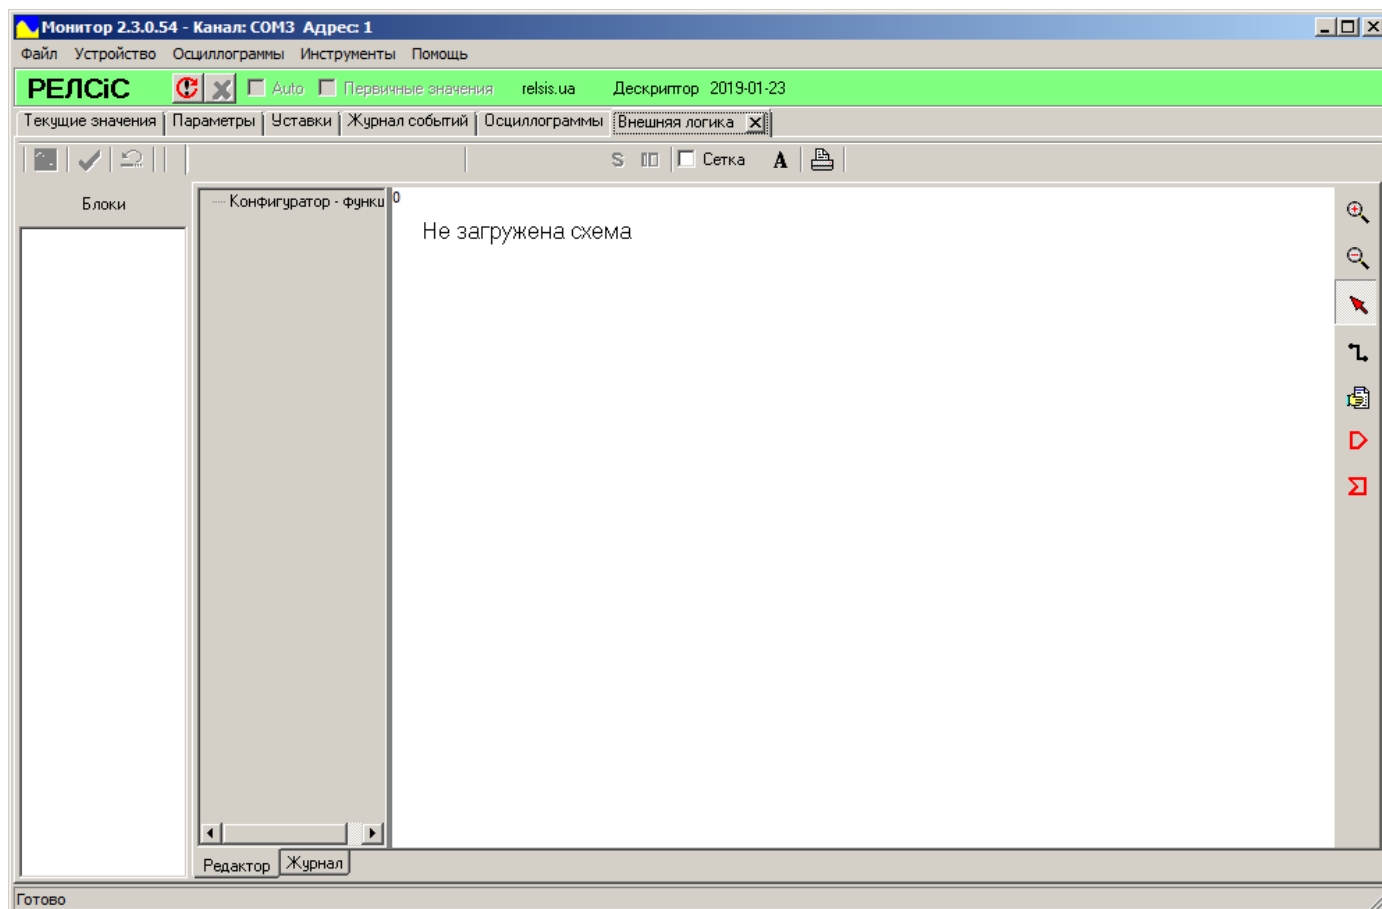 Монитор 2.3.0.54 - Канал: COM3 Адрес: 1
Файл Устройство Осциллограммы Инструменты Помощь
РЕЛСіС Auto Первичные значения relsis.ua Дескриптор 2019-01-23
Текущие значения Параметры Уставки Журнал событий Осциллограммы Внешняя логика
S Сетка A
Блоки
Конфигуратор - функц
0
Не загружена схема
Редактор Журнал
Готово